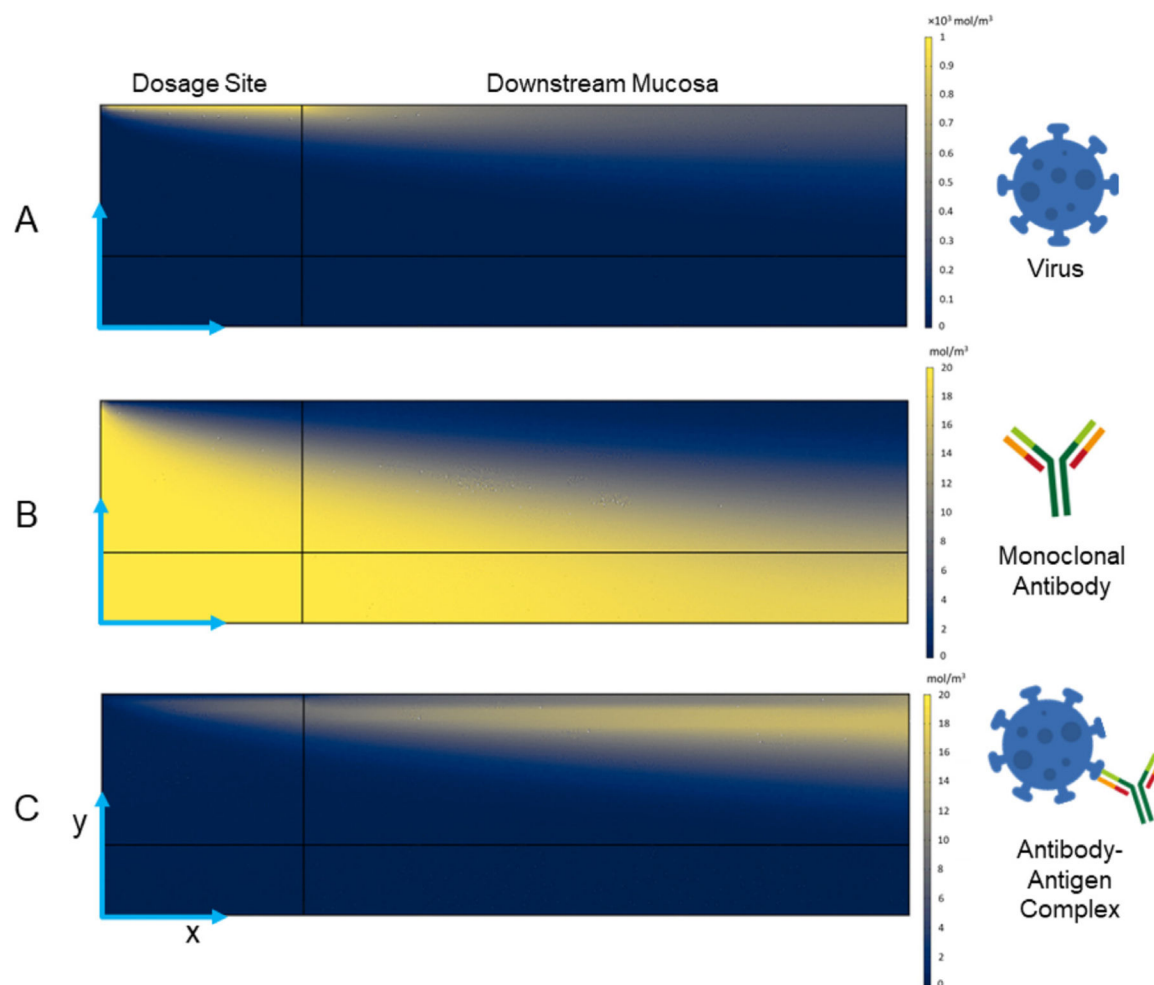 ×10³ mol/m³
Dosage Site
Downstream Mucosa
1
0.9
0.8
0.7
0.6
0.5
0.4
0.3
0.2
0.1
0
A
Virus
mol/m³
20
18
16
14
12
10
8
6
4
2
0
B
Monoclonal
Antibody
mol/m³
20
18
16
14
12
10
8
6
4
2
0
C
y
x
Antibody-
Antigen
Complex